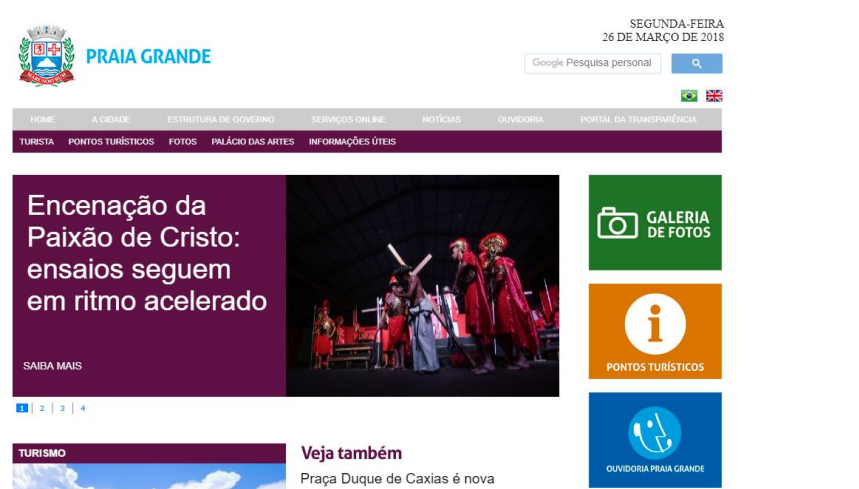 SEGUNDA-FEIRA
26 DE MARÇO DE 2018
PRAIA GRANDE
Google Pesquisa personal
HOME A CIDADE ESTRUTURA DE GOVERNO SERVIÇOS ONLINE NOTÍCIAS OUVIDORIA PORTAL DA TRANSPARÊNCIA
TURISTA PONTOS TURÍSTICOS FOTOS PALÁCIO DAS ARTES INFORMAÇÕES ÚTEIS
Encenação da
Paixão de Cristo:
ensaios seguem
em ritmo acelerado
SAIBA MAIS
1 2 3 4
GALERIA
DE FOTOS
PONTOS TURÍSTICOS
OUVIDORIA PRAIA GRANDE
TURISMO
Veja também
Praça Duque de Caxias é nova